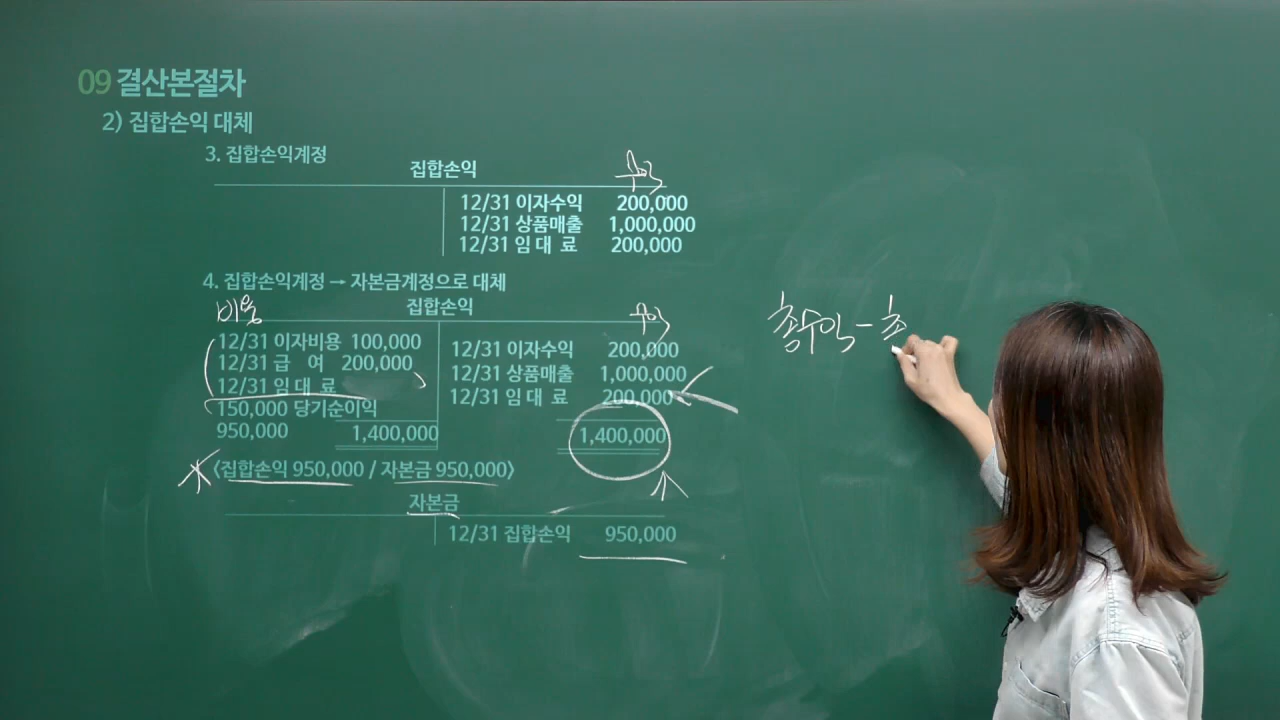 09 결산본절차
2) 집합손익 대체
3. 집합손익계정
집합손익
수익
12/31 이자수익 200,000
12/31 상품매출 1,000,000
12/31 임 대 료 200,000
4. 집합손익계정 → 자본금계정으로 대체
비용
집합손익
수익
12/31 이자비용 100,000
12/31 급 여 200,000
12/31 임 대 료
150,000 당기순이익
950,000 1,400,000
12/31 이자수익 200,000
12/31 상품매출 1,000,000
12/31 임 대 료 200,000
1,400,000
〈집합손익 950,000 / 자본금 950,000〉
자본금
12/31 집합손익 950,000
총수익 - 초